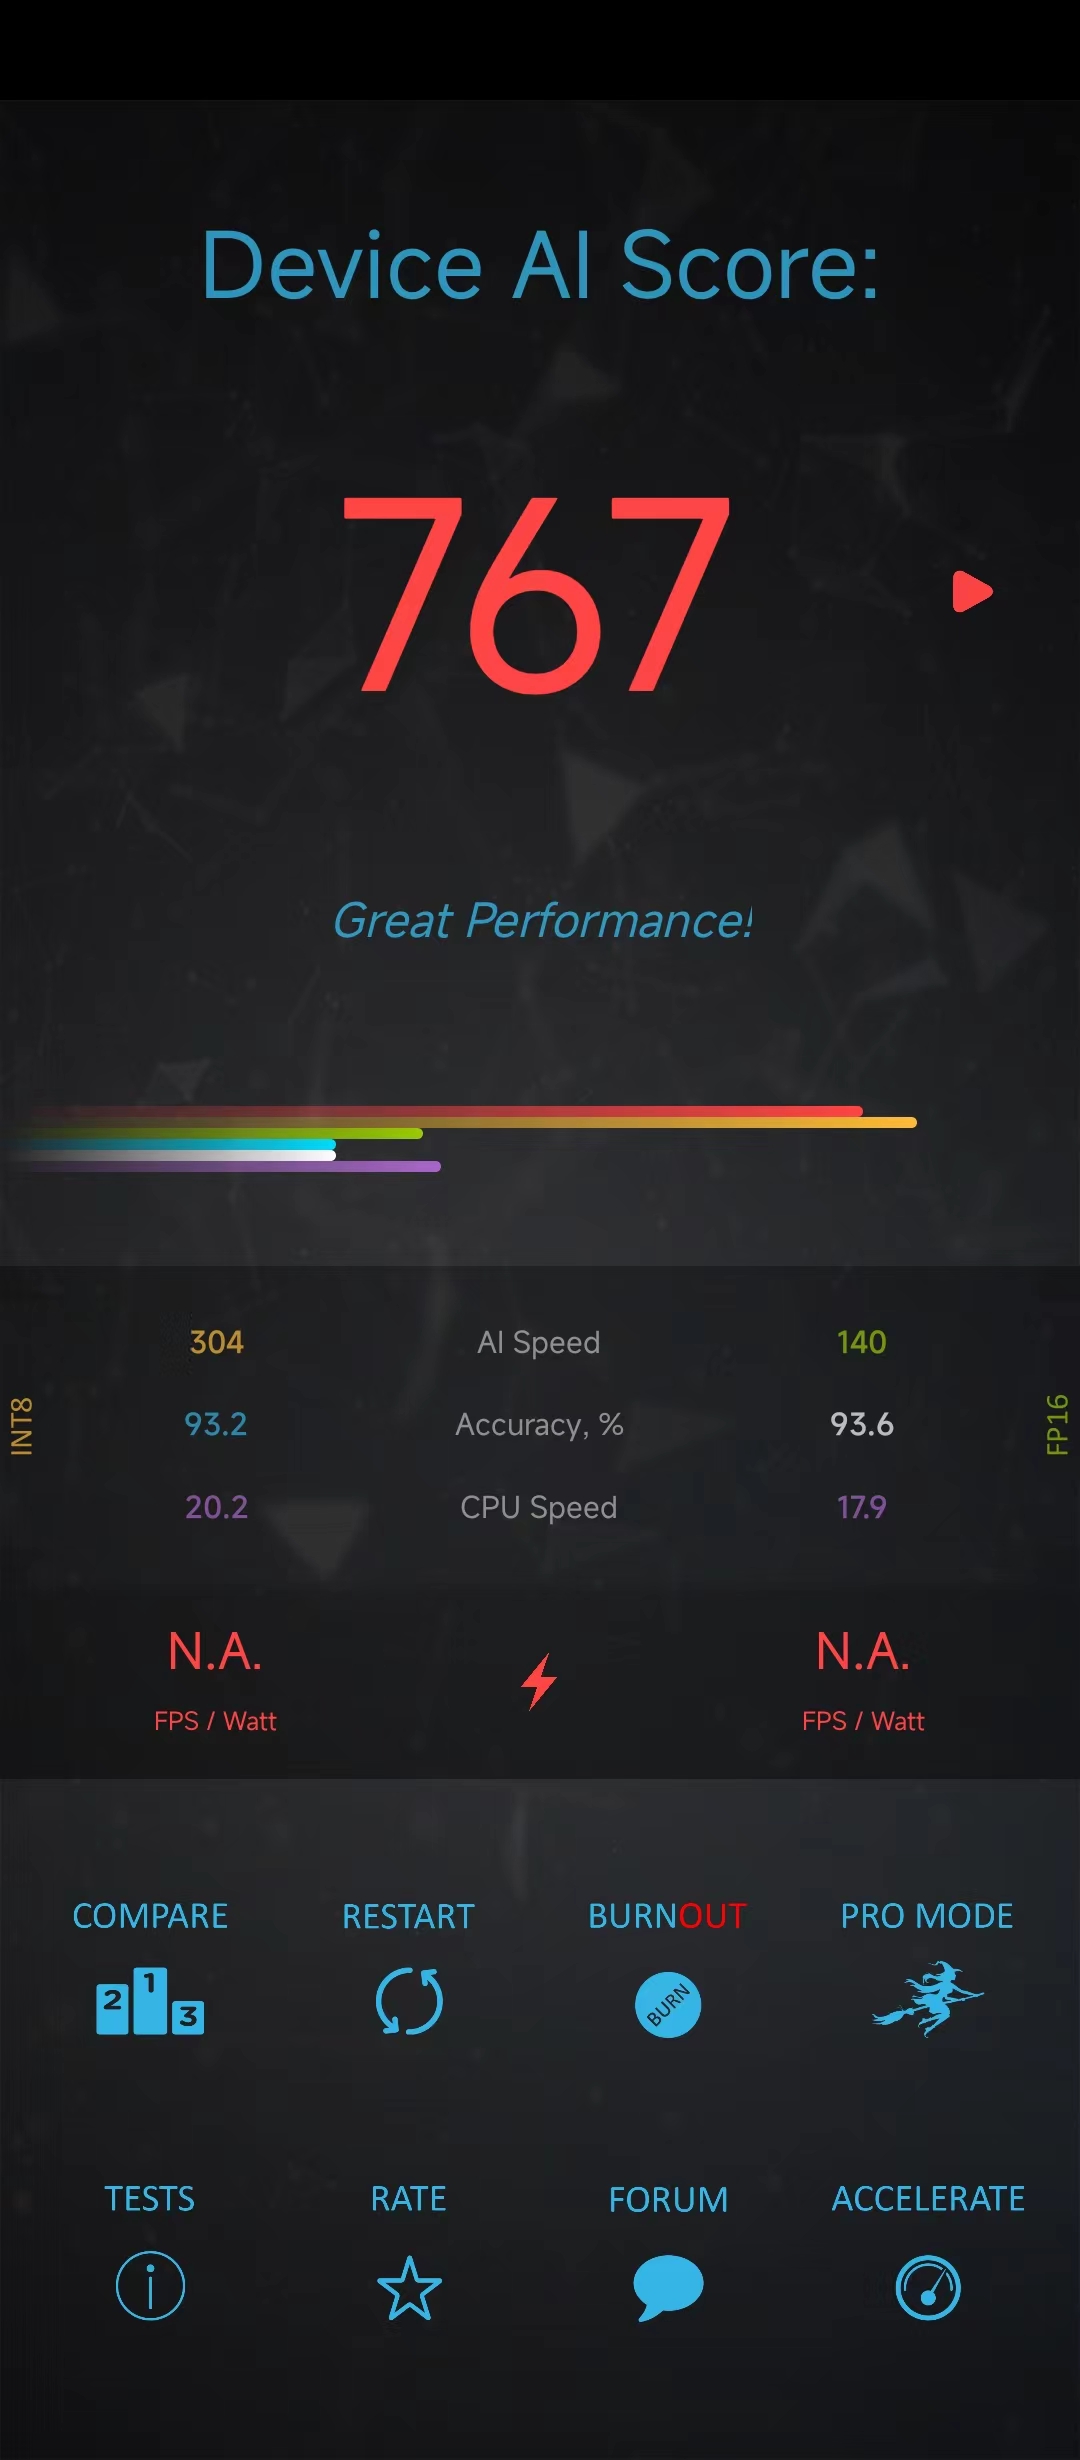 Device AI Score:
767
Great Performance!
304 AI Speed 140
INT8 93.2 Accuracy, % 93.6 FP16
20.2 CPU Speed 17.9
N.A. N.A.
FPS / Watt FPS / Watt
COMPARE RESTART BURNOUT PRO MODE
2 1 3 BURN
TESTS RATE FORUM ACCELERATE